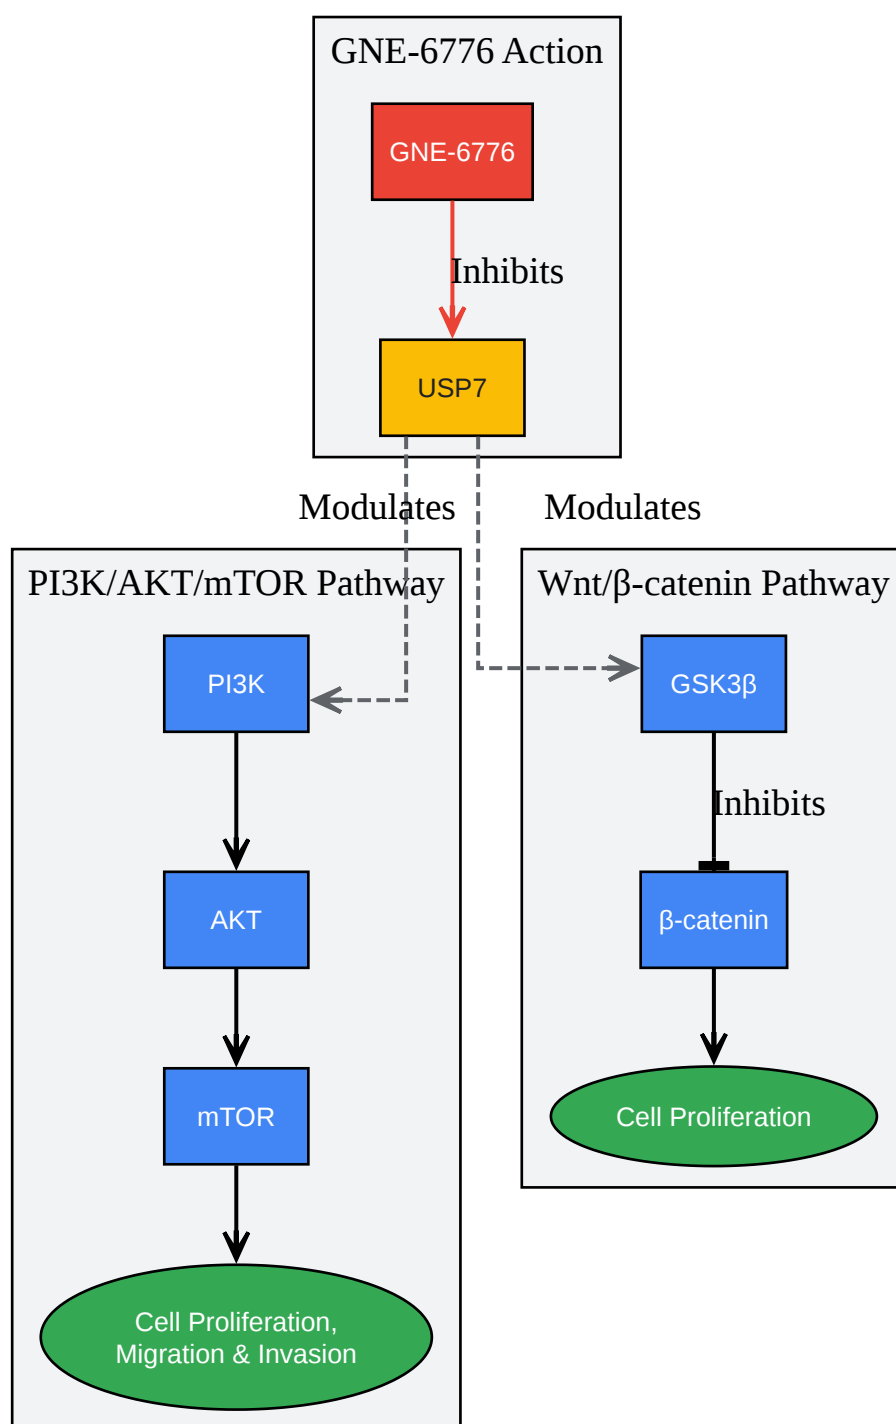 GNE-6776 Action
GNE-6776
Inhibits
USP7
Modulates
Modulates
PI3K/AKT/mTOR Pathway
PI3K
AKT
mTOR
Cell Proliferation,
Migration & Invasion
Wnt/β-catenin Pathway
GSK3β
Inhibits
β-catenin
Cell Proliferation